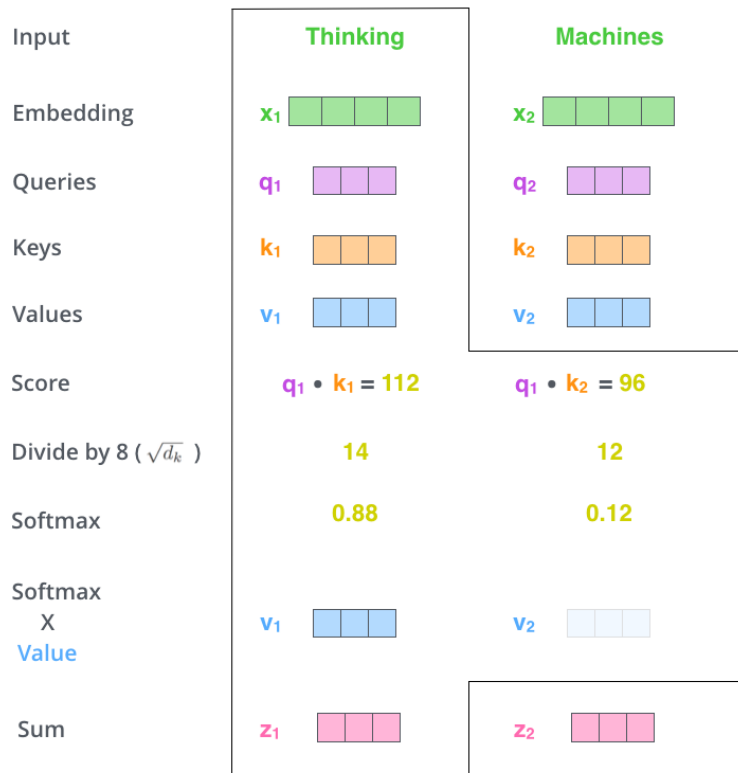 Input Thinking Machines
Embedding x₁ x₂
Queries q₁ q₂
Keys k₁ k₂
Values v₁ v₂
Score q₁ • k₁ = 112 q₁ • k₂ = 96
Divide by 8 ( √dₖ ) 14 12
Softmax 0.88 0.12
Softmax
X v₁ v₂
Value
Sum z₁ z₂